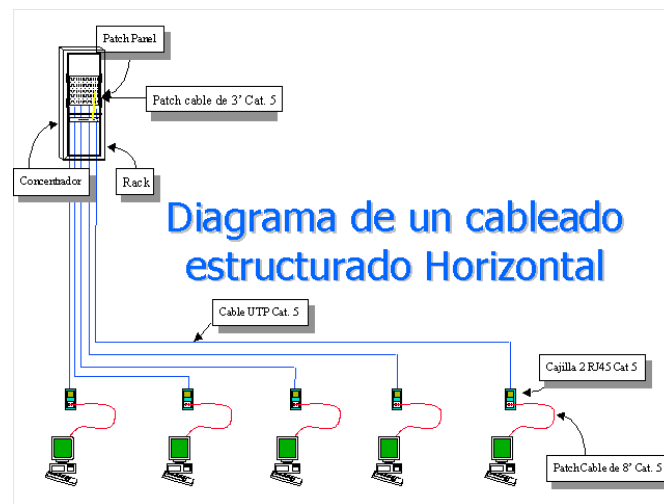 Patch Panel
Patch cable de 3' Cat. 5
Concentrador
Rack
Diagrama de un cableado
estructurado Horizontal
Cable UTP Cat. 5
Cajilla 2 RJ45 Cat 5
PatchCable de 8' Cat. 5